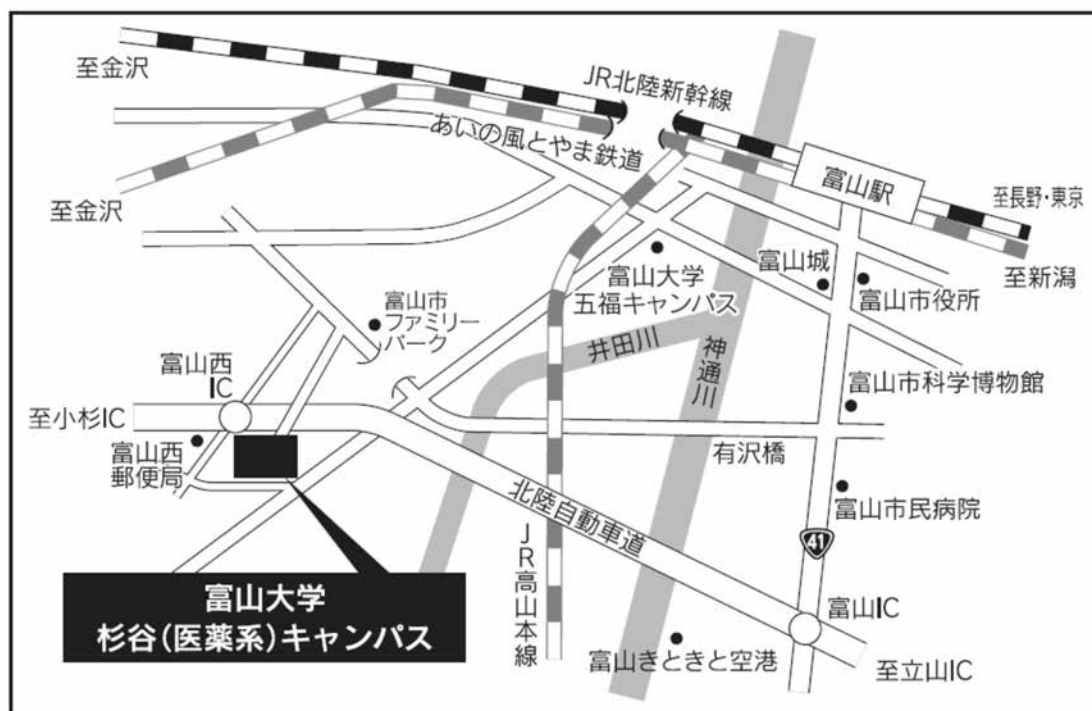 至金沢
JR北陸新幹線
あいの風とやま鉄道
富山駅
至長野・東京
至金沢
至新潟
富山大学
五福キャンパス
富山城
富山市役所
富山市
ファミリー
パーク
井田川
神通川
富山西
IC
富山市科学博物館
至小杉IC
富山西
郵便局
有沢橋
北陸自動車道
富山市民病院
41
JR高山本線
富山大学
杉谷(医薬系)キャンパス
富山IC
富山きときと空港
至立山IC